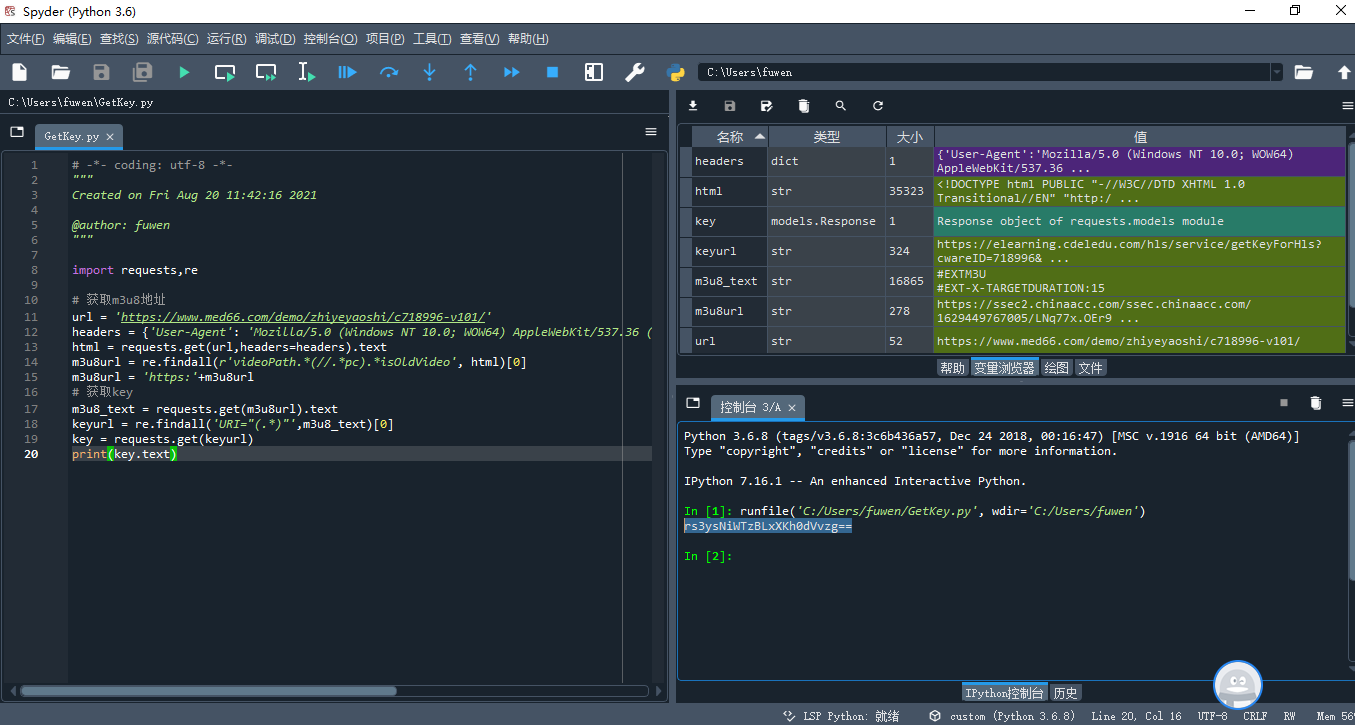 Spyder (Python 3.6)
文件(F) 编辑(E) 查找(S) 源代码(C) 运行(R) 调试(D) 控制台(O) 项目(P) 工具(T) 查看(V) 帮助(H)
C:\Users\fuwen
C:\Users\fuwen\GetKey.py
GetKey.py
1 # -*- coding: utf-8 -*-
2 """
3 Created on Fri Aug 20 11:42:16 2021
4
5 @author: fuwen
6 """
7
8 import requests,re
9
10 # 获取m3u8地址
11 url = 'https://www.med66.com/demo/zhiyeyaoshi/c718996-v101/'
12 headers = {'User-Agent': 'Mozilla/5.0 (Windows NT 10.0; WOW64) AppleWebKit/537.36 (
13 html = requests.get(url,headers=headers).text
14 m3u8url = re.findall(r'videoPath.*(//.*pc).*isOldVideo', html)[0]
15 m3u8url = 'https:'+m3u8url
16 # 获取key
17 m3u8_text = requests.get(m3u8url).text
18 keyurl = re.findall('URI="(.*)"',m3u8_text)[0]
19 key = requests.get(keyurl)
20 print(key.text)
名称 类型 大小 值
headers dict 1 {'User-Agent':'Mozilla/5.0 (Windows NT 10.0; WOW64)
AppleWebKit/537.36 ...
html str 35323 <!DOCTYPE html PUBLIC "-//W3C//DTD XHTML 1.0
Transitional//EN" "http:/ ...
key models.Response 1 Response object of requests.models module
keyurl str 324 https://elearning.cdeledu.com/hls/service/getKeyForHls?
cwareID=718996& ...
m3u8_text str 16865 #EXTM3U
#EXT-X-TARGETDURATION:15
m3u8url str 278 https://ssec2.chinaacc.com/ssec.chinaacc.com/
1629449767005/LNq77x.OEr9 ...
url str 52 https://www.med66.com/demo/zhiyeyaoshi/c718996-v101/
帮助 变量浏览器 绘图 文件
控制台 3/A
Python 3.6.8 (tags/v3.6.8:3c6b436a57, Dec 24 2018, 00:16:47) [MSC v.1916 64 bit (AMD64)]
Type "copyright", "credits" or "license" for more information.
IPython 7.16.1 -- An enhanced Interactive Python.
In [1]: runfile('C:/Users/fuwen/GetKey.py', wdir='C:/Users/fuwen')
rs3ysNiWTzBLxXKh0dVvzg==
In [2]:
IPython控制台 历史
LSP Python: 就绪 custom (Python 3.6.8) Line 20, Col 16 UTF-8 CRLF RW Mem 56